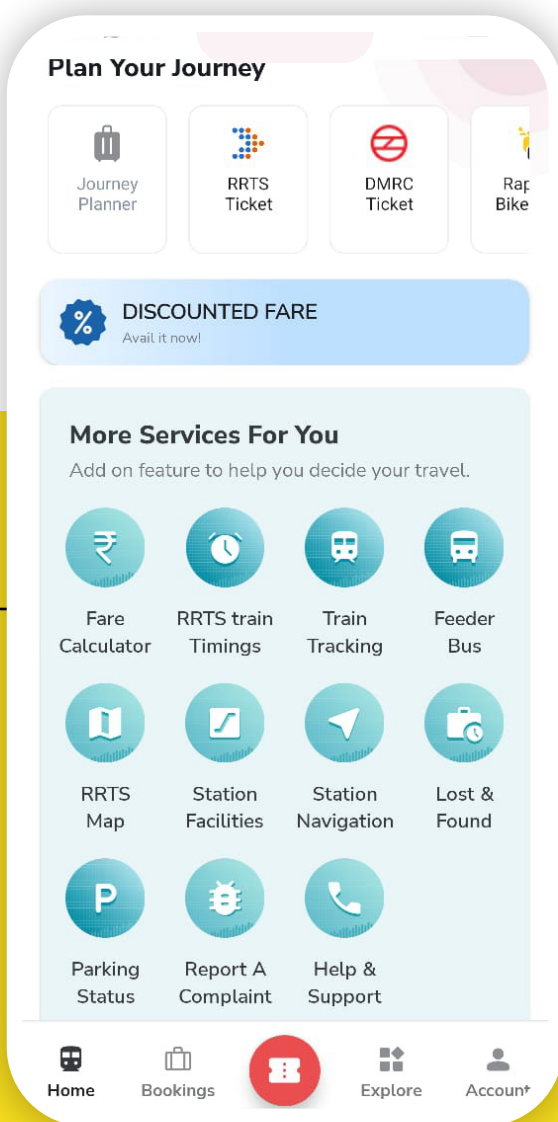 Plan Your Journey
Journey
Planner
RRTS
Ticket
DMRC
Ticket
Rap
Bike
%
DISCOUNTED FARE
Avail it now!
More Services For You
Add on feature to help you decide your travel.
₹
Fare
Calculator
RRTS train
Timings
Train
Tracking
Feeder
Bus
RRTS
Map
Station
Facilities
Station
Navigation
Lost &
Found
P
Parking
Status
Report A
Complaint
Help &
Support
Home
Bookings
Explore
Account